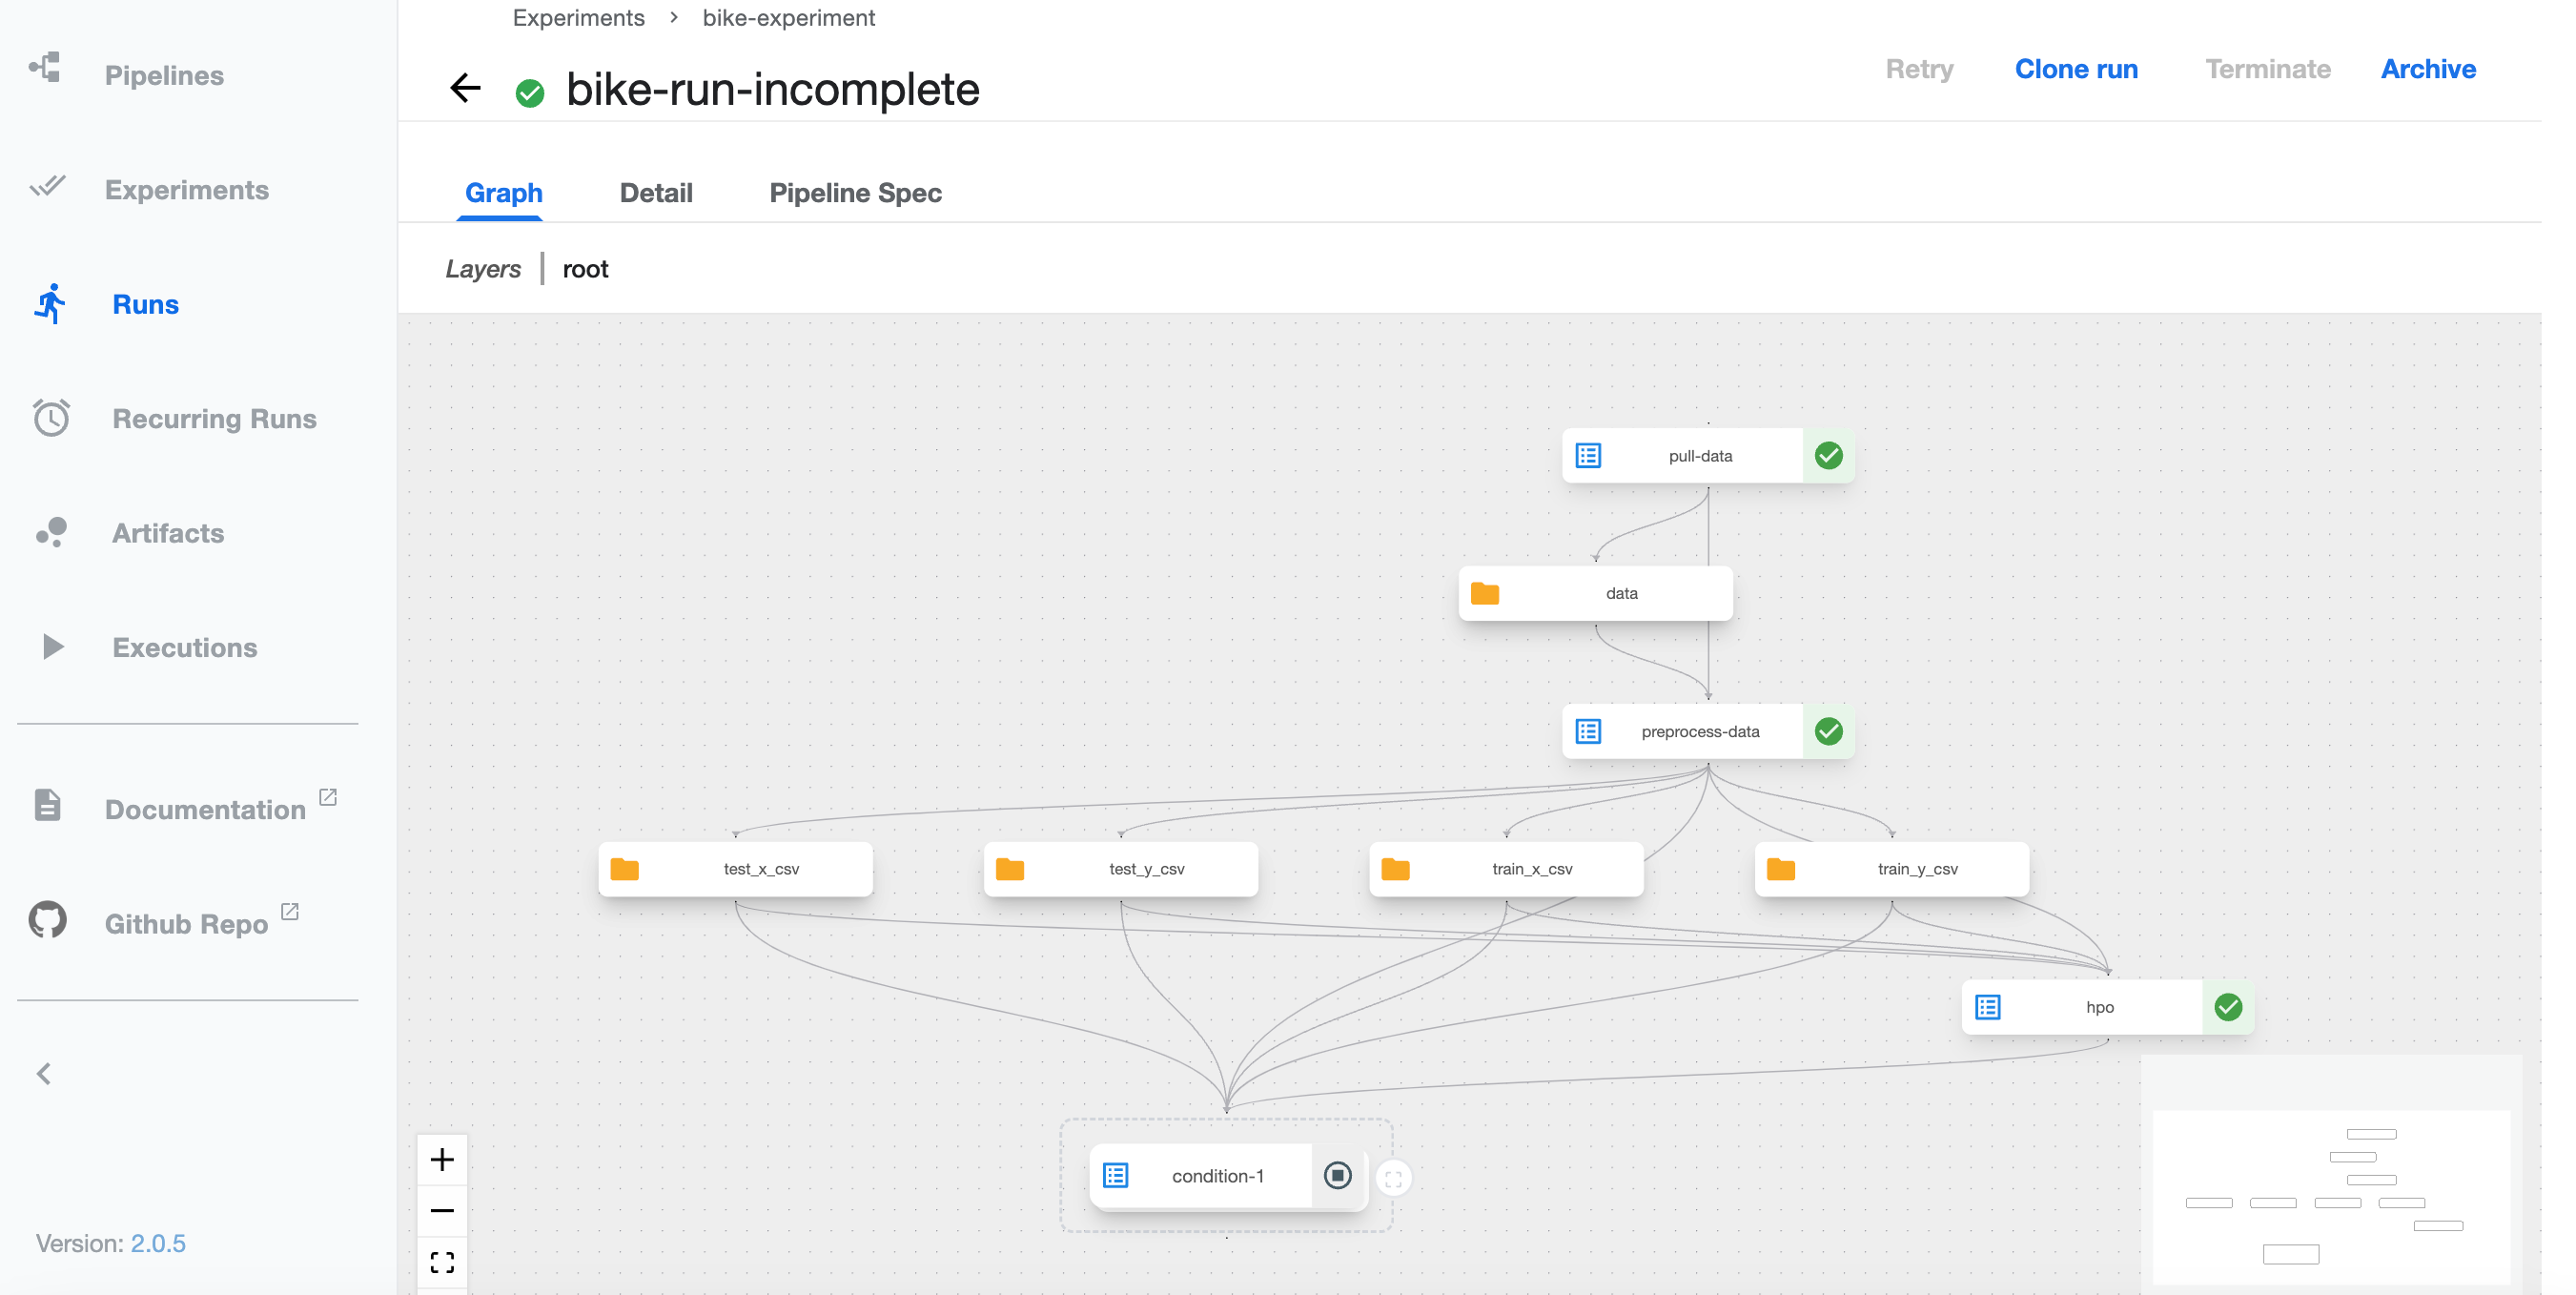 Pipelines
Experiments
Runs
Recurring Runs
Artifacts
Executions
Documentation
Github Repo
Version: 2.0.5
Experiments > bike-experiment
bike-run-incomplete
Retry Clone run Terminate Archive
Graph Detail Pipeline Spec
Layers | root
pull-data
data
preprocess-data
test_x_csv test_y_csv train_x_csv train_y_csv
hpo
condition-1